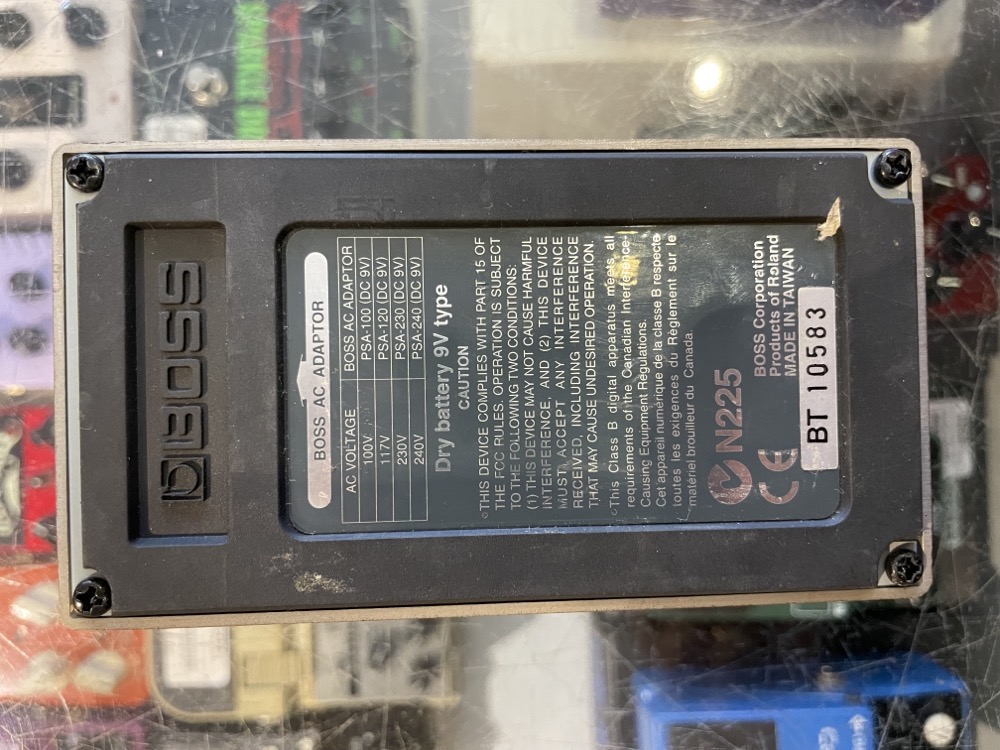 BOSS
BOSS AC ADAPTOR
AC VOLTAGE BOSS AC ADAPTOR
100V PSA-100 (DC 9V)
117V PSA-120 (DC 9V)
230V PSA-230 (DC 9V)
240V PSA-240 (DC 9V)
Dry battery 9V type
CAUTION
THIS DEVICE COMPLIES WITH PART 15 OF
THE FCC RULES. OPERATION IS SUBJECT
TO THE FOLLOWING TWO CONDITIONS:
(1) THIS DEVICE MAY NOT CAUSE HARMFUL
INTERFERENCE, AND (2) THIS DEVICE
MUST ACCEPT ANY INTERFERENCE
RECEIVED, INCLUDING INTERFERENCE
THAT MAY CAUSE UNDESIRED OPERATION.
This Class B digital apparatus meets all
requirements of the Canadian Interference-
Causing Equipment Regulations.
Cet appareil numérique de la classe B respecte
toutes les exigences du Règlement sur le
matériel brouilleur du Canada.
N225
CE
BOSS Corporation
Products of Roland
MADE IN TAIWAN
BT 10583